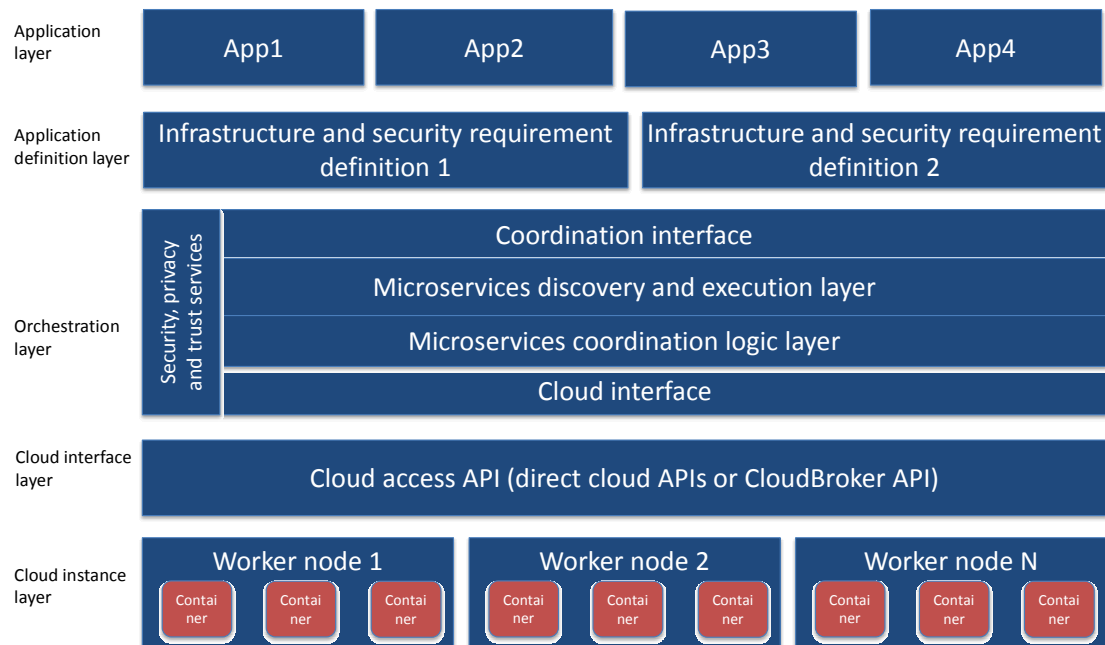 Application
layer
App1
App2
App3
App4
Application
definition layer
Infrastructure and security requirement
definition 1
Infrastructure and security requirement
definition 2
Orchestration
layer
Security, privacy
and trust services
Coordination interface
Microservices discovery and execution layer
Microservices coordination logic layer
Cloud interface
Cloud interface
layer
Cloud access API (direct cloud APIs or CloudBroker API)
Cloud instance
layer
Worker node 1
Contai
ner
Contai
ner
Contai
ner
Worker node 2
Contai
ner
Contai
ner
Contai
ner
Worker node N
Contai
ner
Contai
ner
Contai
ner